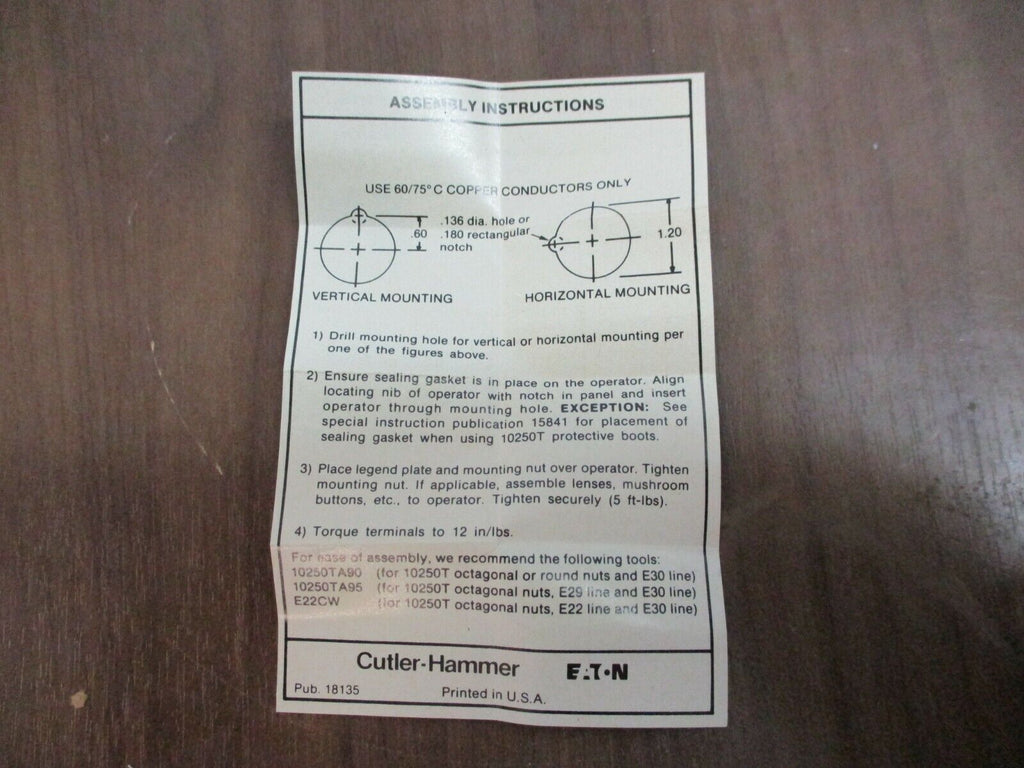 ASSEMBLY INSTRUCTIONS
USE 60/75° C COPPER CONDUCTORS ONLY
.60
.136 dia. hole or
.180 rectangular
notch
1.20
VERTICAL MOUNTING
HORIZONTAL MOUNTING
1) Drill mounting hole for vertical or horizontal mounting per
one of the figures above.
2) Ensure sealing gasket is in place on the operator. Align
locating nib of operator with notch in panel and insert
operator through mounting hole. EXCEPTION: See
special instruction publication 15841 for placement of
sealing gasket when using 10250T protective boots.
3) Place legend plate and mounting nut over operator. Tighten
mounting nut. If applicable, assemble lenses, mushroom
buttons, etc., to operator. Tighten securely (5 ft-lbs).
4) Torque terminals to 12 in/lbs.
For ease of assembly, we recommend the following tools:
10250TA90 (for 10250T octagonal or round nuts and E30 line)
10250TA95 (for 10250T octagonal nuts, E29 line and E30 line)
E22CW (for 10250T octagonal nuts, E22 line and E30 line)
Cutler-Hammer
EATON
Pub. 18135
Printed in U.S.A.